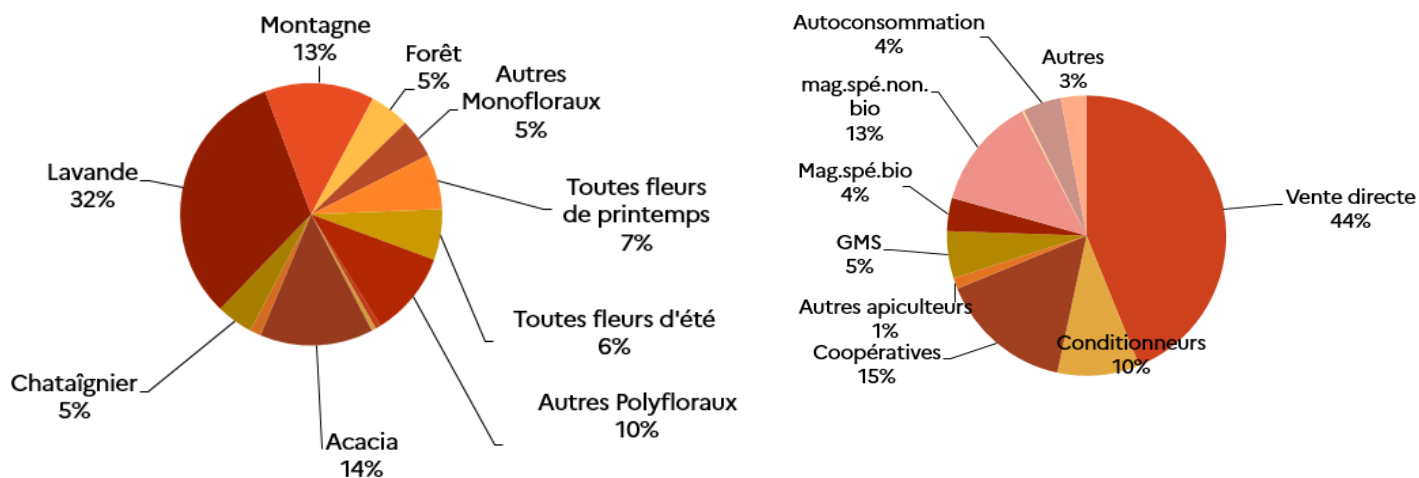 Montagne
13%
Forêt
5%
Autres
Monofloraux
5%
Lavande
32%
Toutes fleurs
de printemps
7%
Toutes fleurs d'été
6%
Chataîgnier
5%
Autres Polyfloraux
10%
Acacia
14%
Autoconsommation
4%
Autres
3%
mag.spé.non.
bio
13%
Mag.spé.bio
4%
Vente directe
44%
GMS
5%
Autres apiculteurs
1%
Conditionneurs
10%
Coopératives
15%